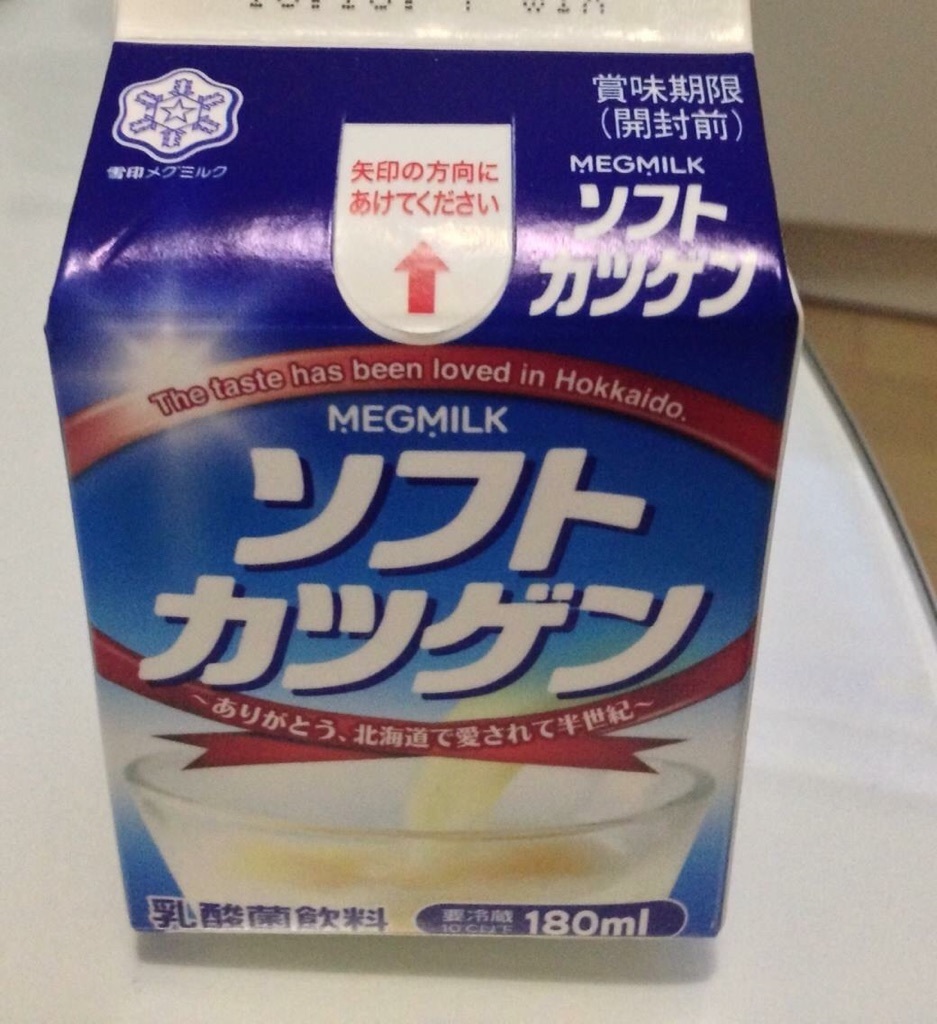 雪印メグミルク
賞味期限
(開封前)
矢印の方向に
あけてください
MEGMILK
ソフト
カツゲン
The taste has been loved in Hokkaido.
MEGMILK
ソフト
カツゲン
~ありがとう、北海道で愛されて半世紀~
乳酸菌飲料
要冷蔵
180ml